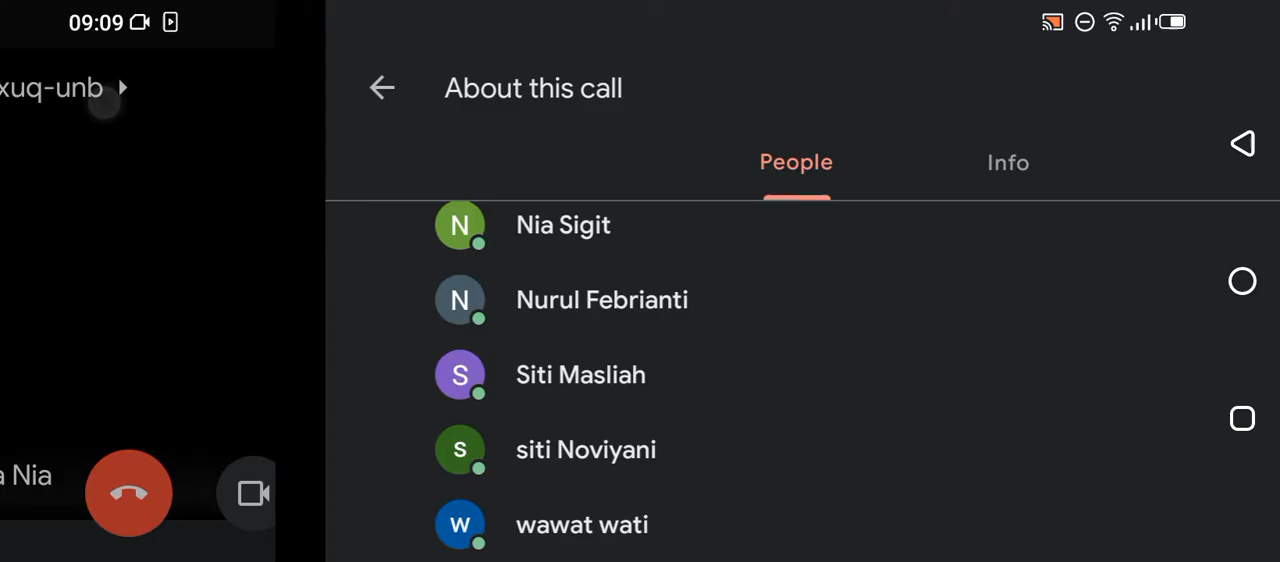 09:09
xuq-unb
About this call
People
Info
N
Nia Sigit
N
Nurul Febrianti
S
Siti Masliah
s
siti Noviyani
w
wawat wati
a Nia